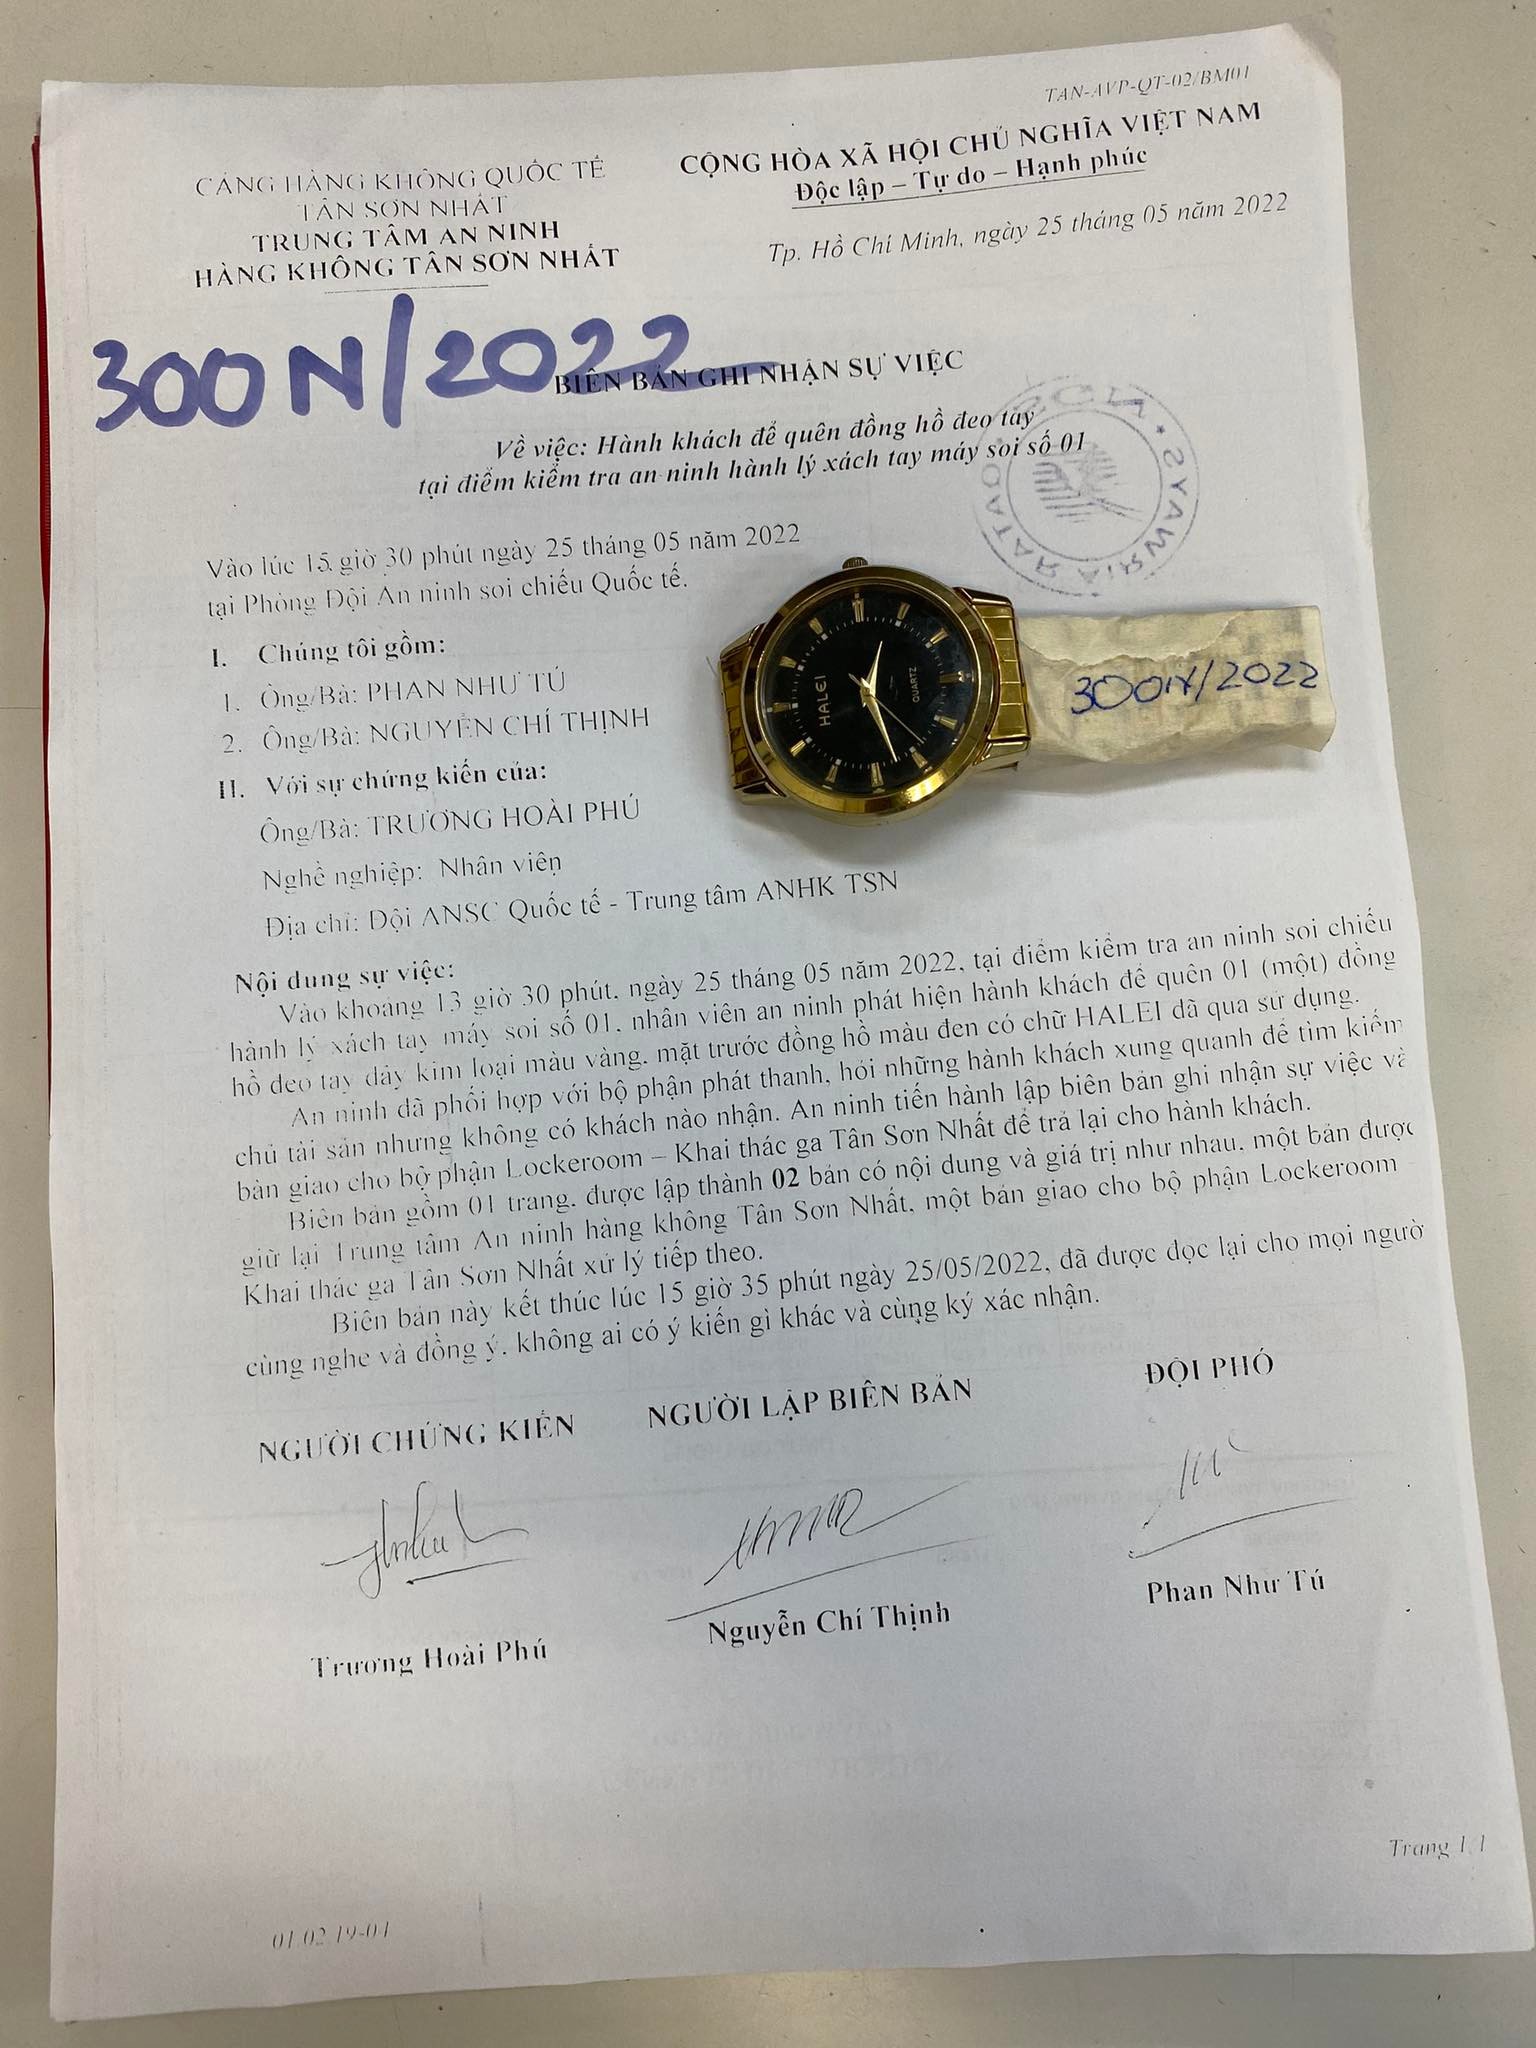 TAN-AVP-QT-02/BM01
CẢNG HÀNG KHÔNG QUỐC TẾ
TÂN SƠN NHẤT
TRUNG TÂM AN NINH
HÀNG KHÔNG TÂN SƠN NHẤT
CỘNG HÒA XÃ HỘI CHỦ NGHĨA VIỆT NAM
Độc lập – Tự do – Hạnh phúc
Tp. Hồ Chí Minh, ngày 25 tháng 05 năm 2022
300N/2022
BIÊN BẢN GHI NHẬN SỰ VIỆC
Về việc: Hành khách để quên đồng hồ đeo tay
tại điểm kiểm tra an ninh hành lý xách tay máy soi số 01
Vào lúc 15 giờ 30 phút ngày 25 tháng 05 năm 2022
tại Phòng Đội An ninh soi chiếu Quốc tế.
I. Chúng tôi gồm:
1. Ông/Bà: PHAN NHƯ TÚ
2. Ông/Bà: NGUYỄN CHÍ THỊNH
HALEI
QUARTZ
300N/2022
II. Với sự chứng kiến của:
Ông/Bà: TRƯƠNG HOÀI PHÚ
Nghề nghiệp: Nhân viên
Địa chỉ: Đội ANSC Quốc tế - Trung tâm ANHK TSN
Nội dung sự việc:
Vào khoảng 13 giờ 30 phút, ngày 25 tháng 05 năm 2022, tại điểm kiểm tra an ninh soi chiếu
hành lý xách tay máy soi số 01, nhân viên an ninh phát hiện hành khách để quên 01 (một) đồng
hồ đeo tay dây kim loại màu vàng, mặt trước đồng hồ màu đen có chữ HALEI đã qua sử dụng.
An ninh đã phối hợp với bộ phận phát thanh, hỏi những hành khách xung quanh để tìm kiếm
chủ tài sản nhưng không có khách nào nhận. An ninh tiến hành lập biên bản ghi nhận sự việc và
bàn giao cho bộ phận Lockeroom – Khai thác ga Tân Sơn Nhất để trả lại cho hành khách.
Biên bản gồm 01 trang, được lập thành 02 bản có nội dung và giá trị như nhau, một bản được
giữ lại Trung tâm An ninh hàng không Tân Sơn Nhất, một bản giao cho bộ phận Lockeroom -
Khai thác ga Tân Sơn Nhất xử lý tiếp theo.
Biên bản này kết thúc lúc 15 giờ 35 phút ngày 25/05/2022, đã được đọc lại cho mọi ngườ
cùng nghe và đồng ý, không ai có ý kiến gì khác và cùng ký xác nhận.
NGƯỜI CHỨNG KIẾN
NGƯỜI LẬP BIÊN BẢN
ĐỘI PHÓ
Trương Hoài Phú
Nguyễn Chí Thịnh
Phan Như Tú
Trang 1/1
01.02.19-04